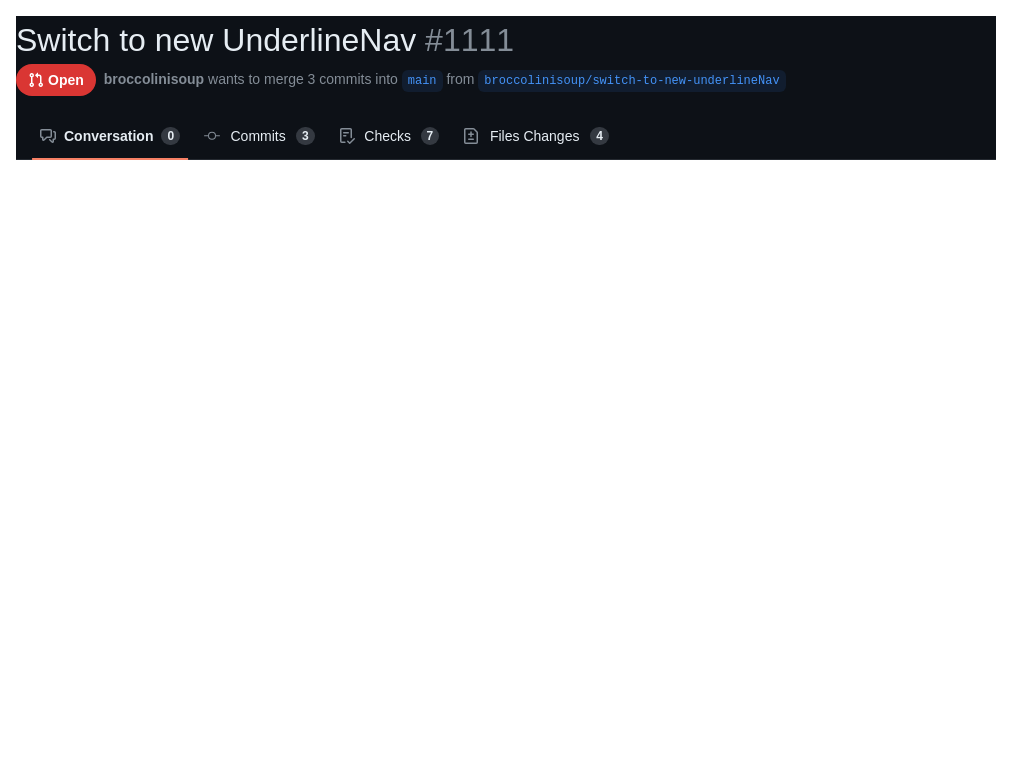 Switch to new UnderlineNav #1111
Open broccolinisoup wants to merge 3 commits into main from broccolinisoup/switch-to-new-underlineNav
Conversation 0 Commits 3 Checks 7 Files Changes 4